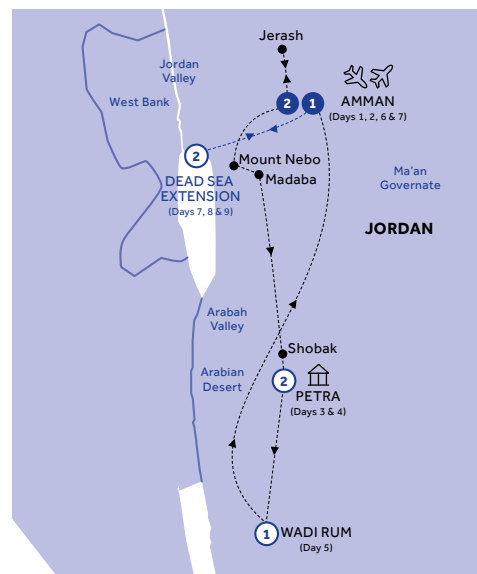 Jerash
Jordan
Valley
West Bank
2
1
AMMAN
(Days 1, 2, 6 & 7)
2
Mount Nebo
DEAD SEA
EXTENSION
(Days 7, 8 & 9)
Madaba
Ma'an
Governate
JORDAN
Arabah
Valley
Shobak
Arabian
Desert
2
PETRA
(Days 3 & 4)
1
WADI RUM
(Day 5)